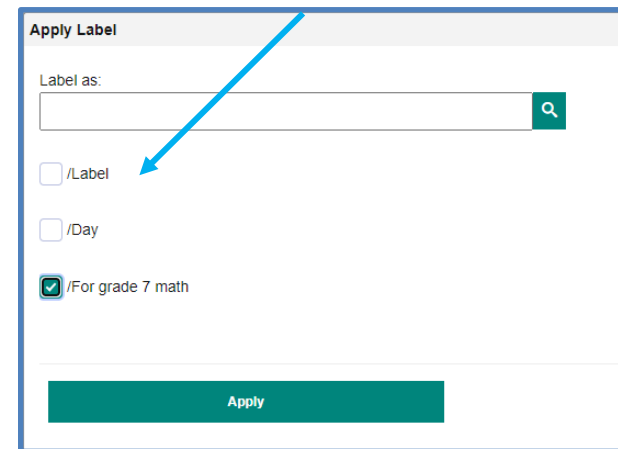 Apply Label
Label as:
/Label
/Day
/For grade 7 math
Apply